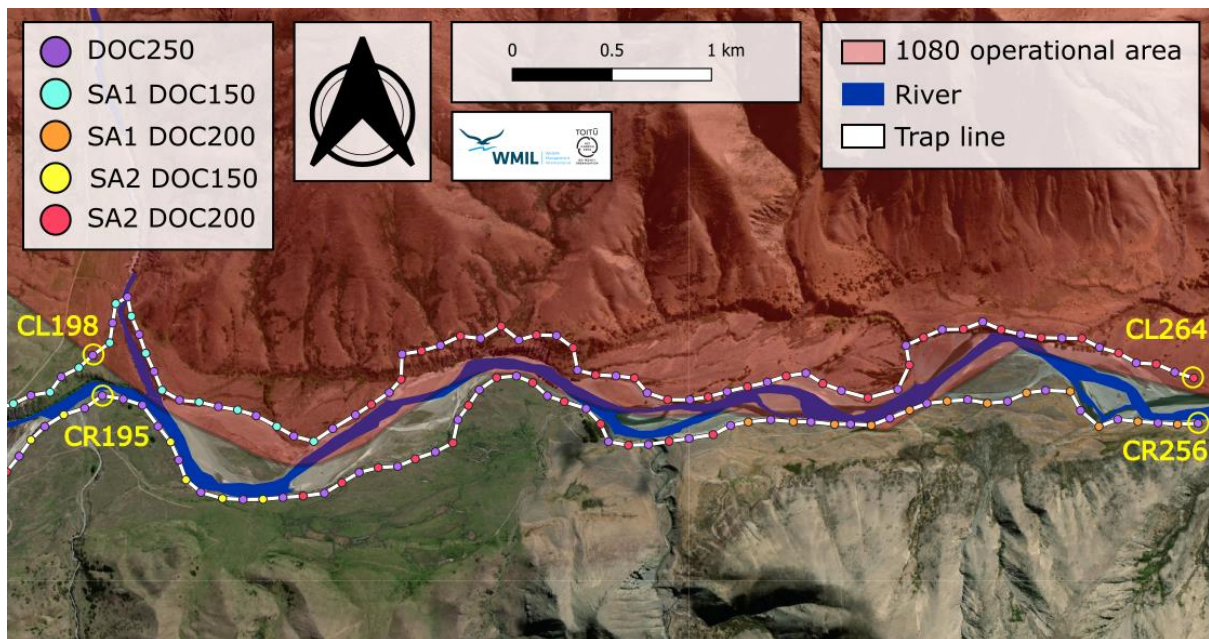 DOC250
SA1 DOC150
SA1 DOC200
SA2 DOC150
SA2 DOC200
0 0.5 1 km
WMIL
TOITŪ
1080 operational area
River
Trap line
CL198
CR195
CL264
CR256